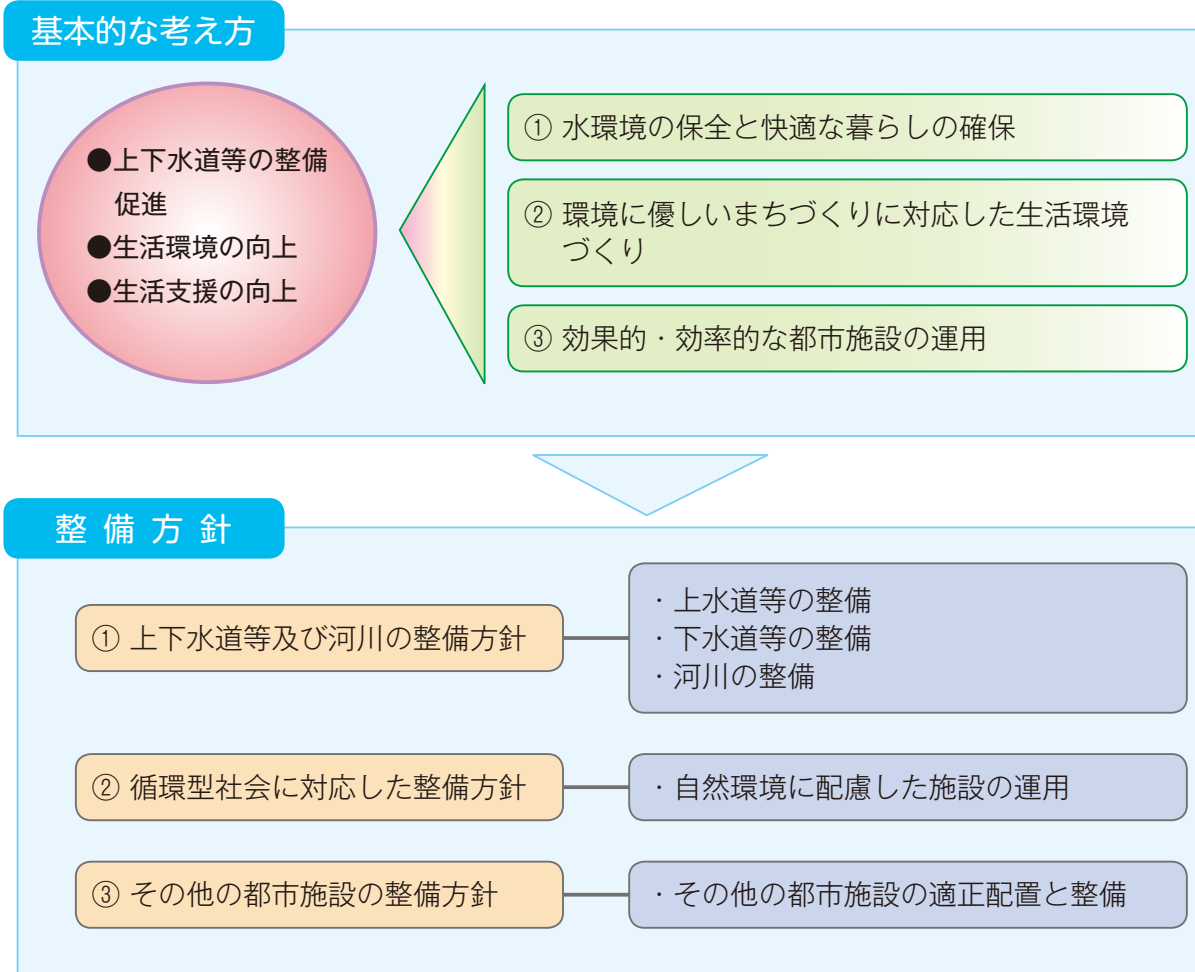 基本的な考え方
●上下水道等の整備
促進
●生活環境の向上
●生活支援の向上
① 水環境の保全と快適な暮らしの確保
② 環境に優しいまちづくりに対応した生活環境
づくり
③ 効果的・効率的な都市施設の運用
整備方針
① 上下水道等及び河川の整備方針
・上水道等の整備
・下水道等の整備
・河川の整備
② 循環型社会に対応した整備方針
・自然環境に配慮した施設の運用
③ その他の都市施設の整備方針
・その他の都市施設の適正配置と整備